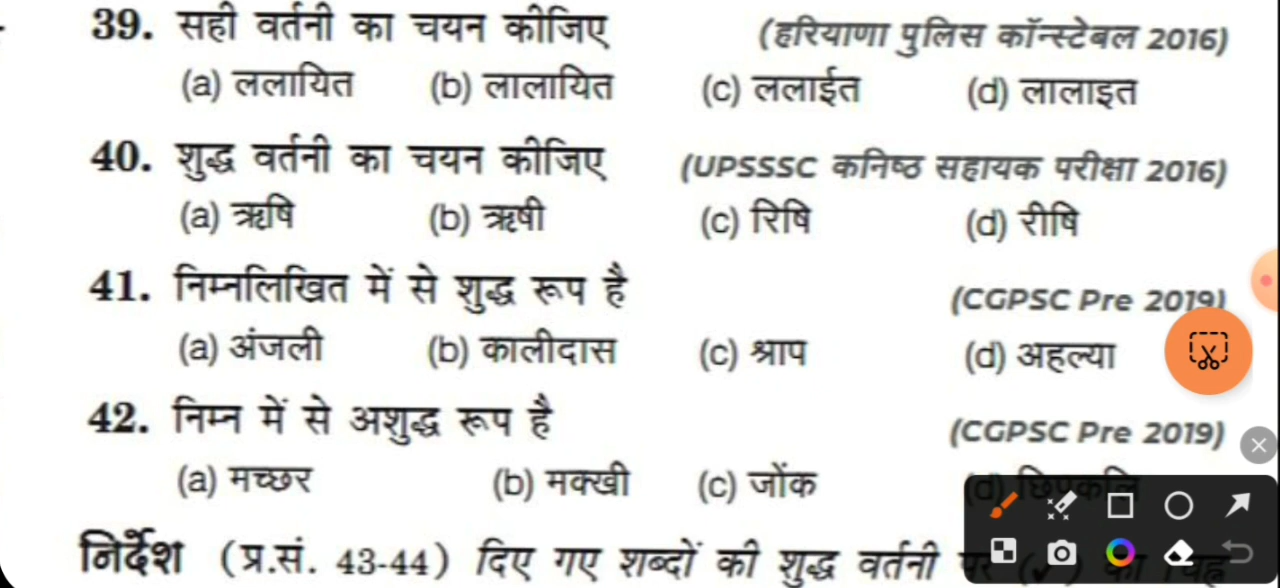 39. सही वर्तनी का चयन कीजिए (हरियाणा पुलिस कॉन्स्टेबल 2016)
(a) ललायित (b) लालायित (c) ललाईत (d) लालाइत
40. शुद्ध वर्तनी का चयन कीजिए (UPSSSC कनिष्ठ सहायक परीक्षा 2016)
(a) ऋषि (b) ऋषी (c) रिषि (d) रीषि
41. निम्नलिखित में से शुद्ध रूप है (CGPSC Pre 2019)
(a) अंजली (b) कालीदास (c) श्राप (d) अहल्या
42. निम्न में से अशुद्ध रूप है (CGPSC Pre 2019)
(a) मच्छर (b) मक्खी (c) जोंक (d) छिपकलि
निर्देश (प्र.सं. 43-44) दिए गए शब्दों की शुद्ध वर्तनी पर (✓) का चिह्न